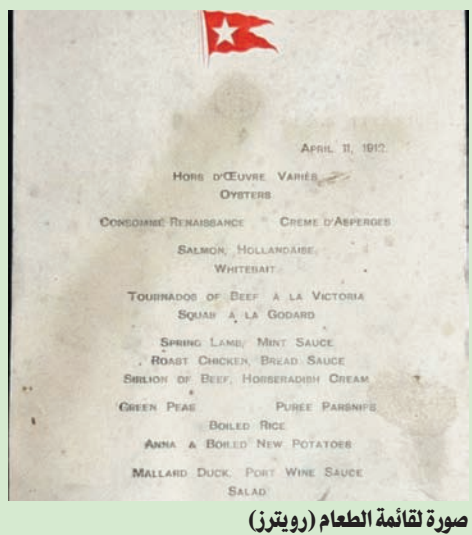 APRIL 11, 1912.
HORS D'ŒUVRE VARIÉS
OYSTERS
CONSOMMÉ RENAISSANCE CRÈME D'ASPERGES
SALMON, HOLLANDAISE
WHITEBAIT
TOURNADOS OF BEEF À LA VICTORIA
SQUAB À LA GODARD
SPRING LAMB, MINT SAUCE
ROAST CHICKEN, BREAD SAUCE
SIRLION OF BEEF, HORSERADISH CREAM
GREEN PEAS PURÉE PARSNIPS
BOILED RICE
ANNA & BOILED NEW POTATOES
MALLARD DUCK, PORT WINE SAUCE
SALAD
صورة لقائمة الطعام (رويترز)